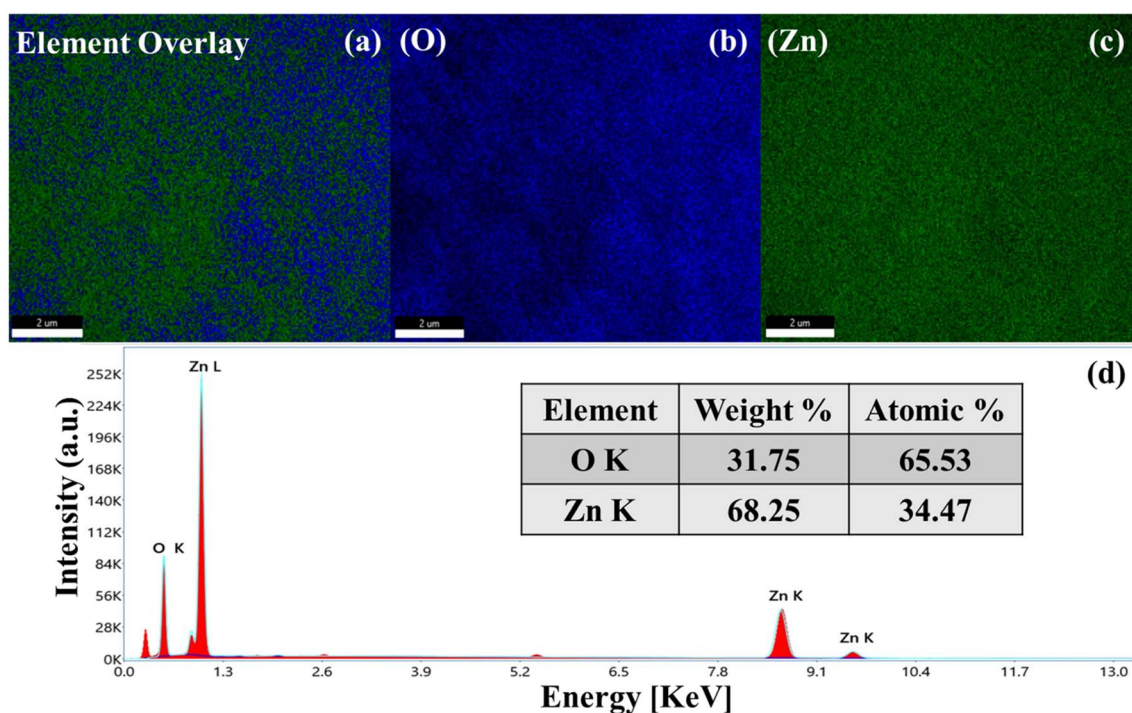 Element Overlay (a) (O) (b) (Zn) (c)
2 um 2 um 2 um
(d)
Zn L
252K
224K
196K
168K
140K
112K
84K
56K
28K
0K
Intensity (a.u.)
O K
Zn K
Zn K
Element Weight % Atomic %
O K 31.75 65.53
Zn K 68.25 34.47
0.0 1.3 2.6 3.9 5.2 6.5 7.8 9.1 10.4 11.7 13.0
Energy [KeV]